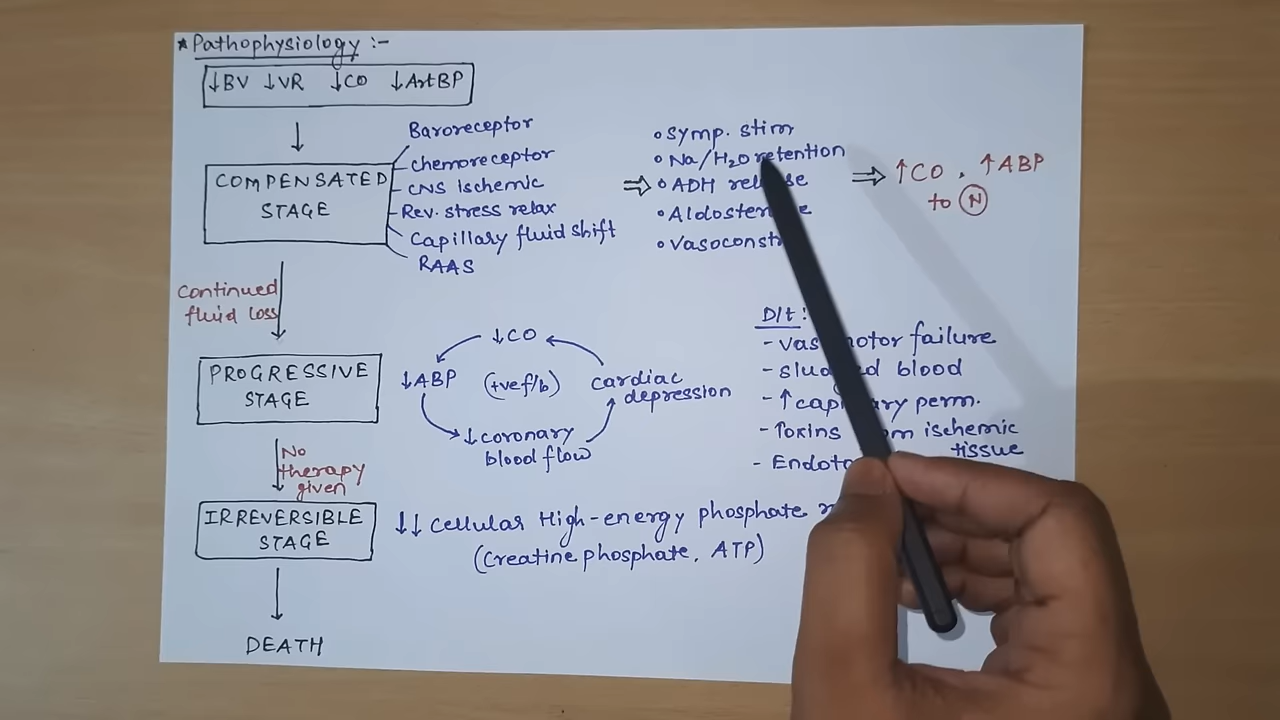 *Pathophysiology :-
↓BV ↓VR ↓CO ↓ArtBP
COMPENSATED
STAGE
Baroreceptor
Chemoreceptor
CNS ischemic
Rev. stress relax
Capillary fluid shift
RAAS
⇒
• Symp. stim
• Na/H₂O retention
• ADH
• 
• 
⇒ ↑CO , ↑ABP
to N
Continued
fluid loss
PROGRESSIVE
STAGE
↓CO
↓ABP
(+ve f/b)
cardiac
depression
↓coronary
blood flow
D/t :
- failure
- blood
- ↑ perm.
- Toxins ischemic
tissue
-
No
therapy
given
IRREVERSIBLE
STAGE
↓↓ Cellular High-energy phosphate
(Creatine phosphate, ATP)
DEATH